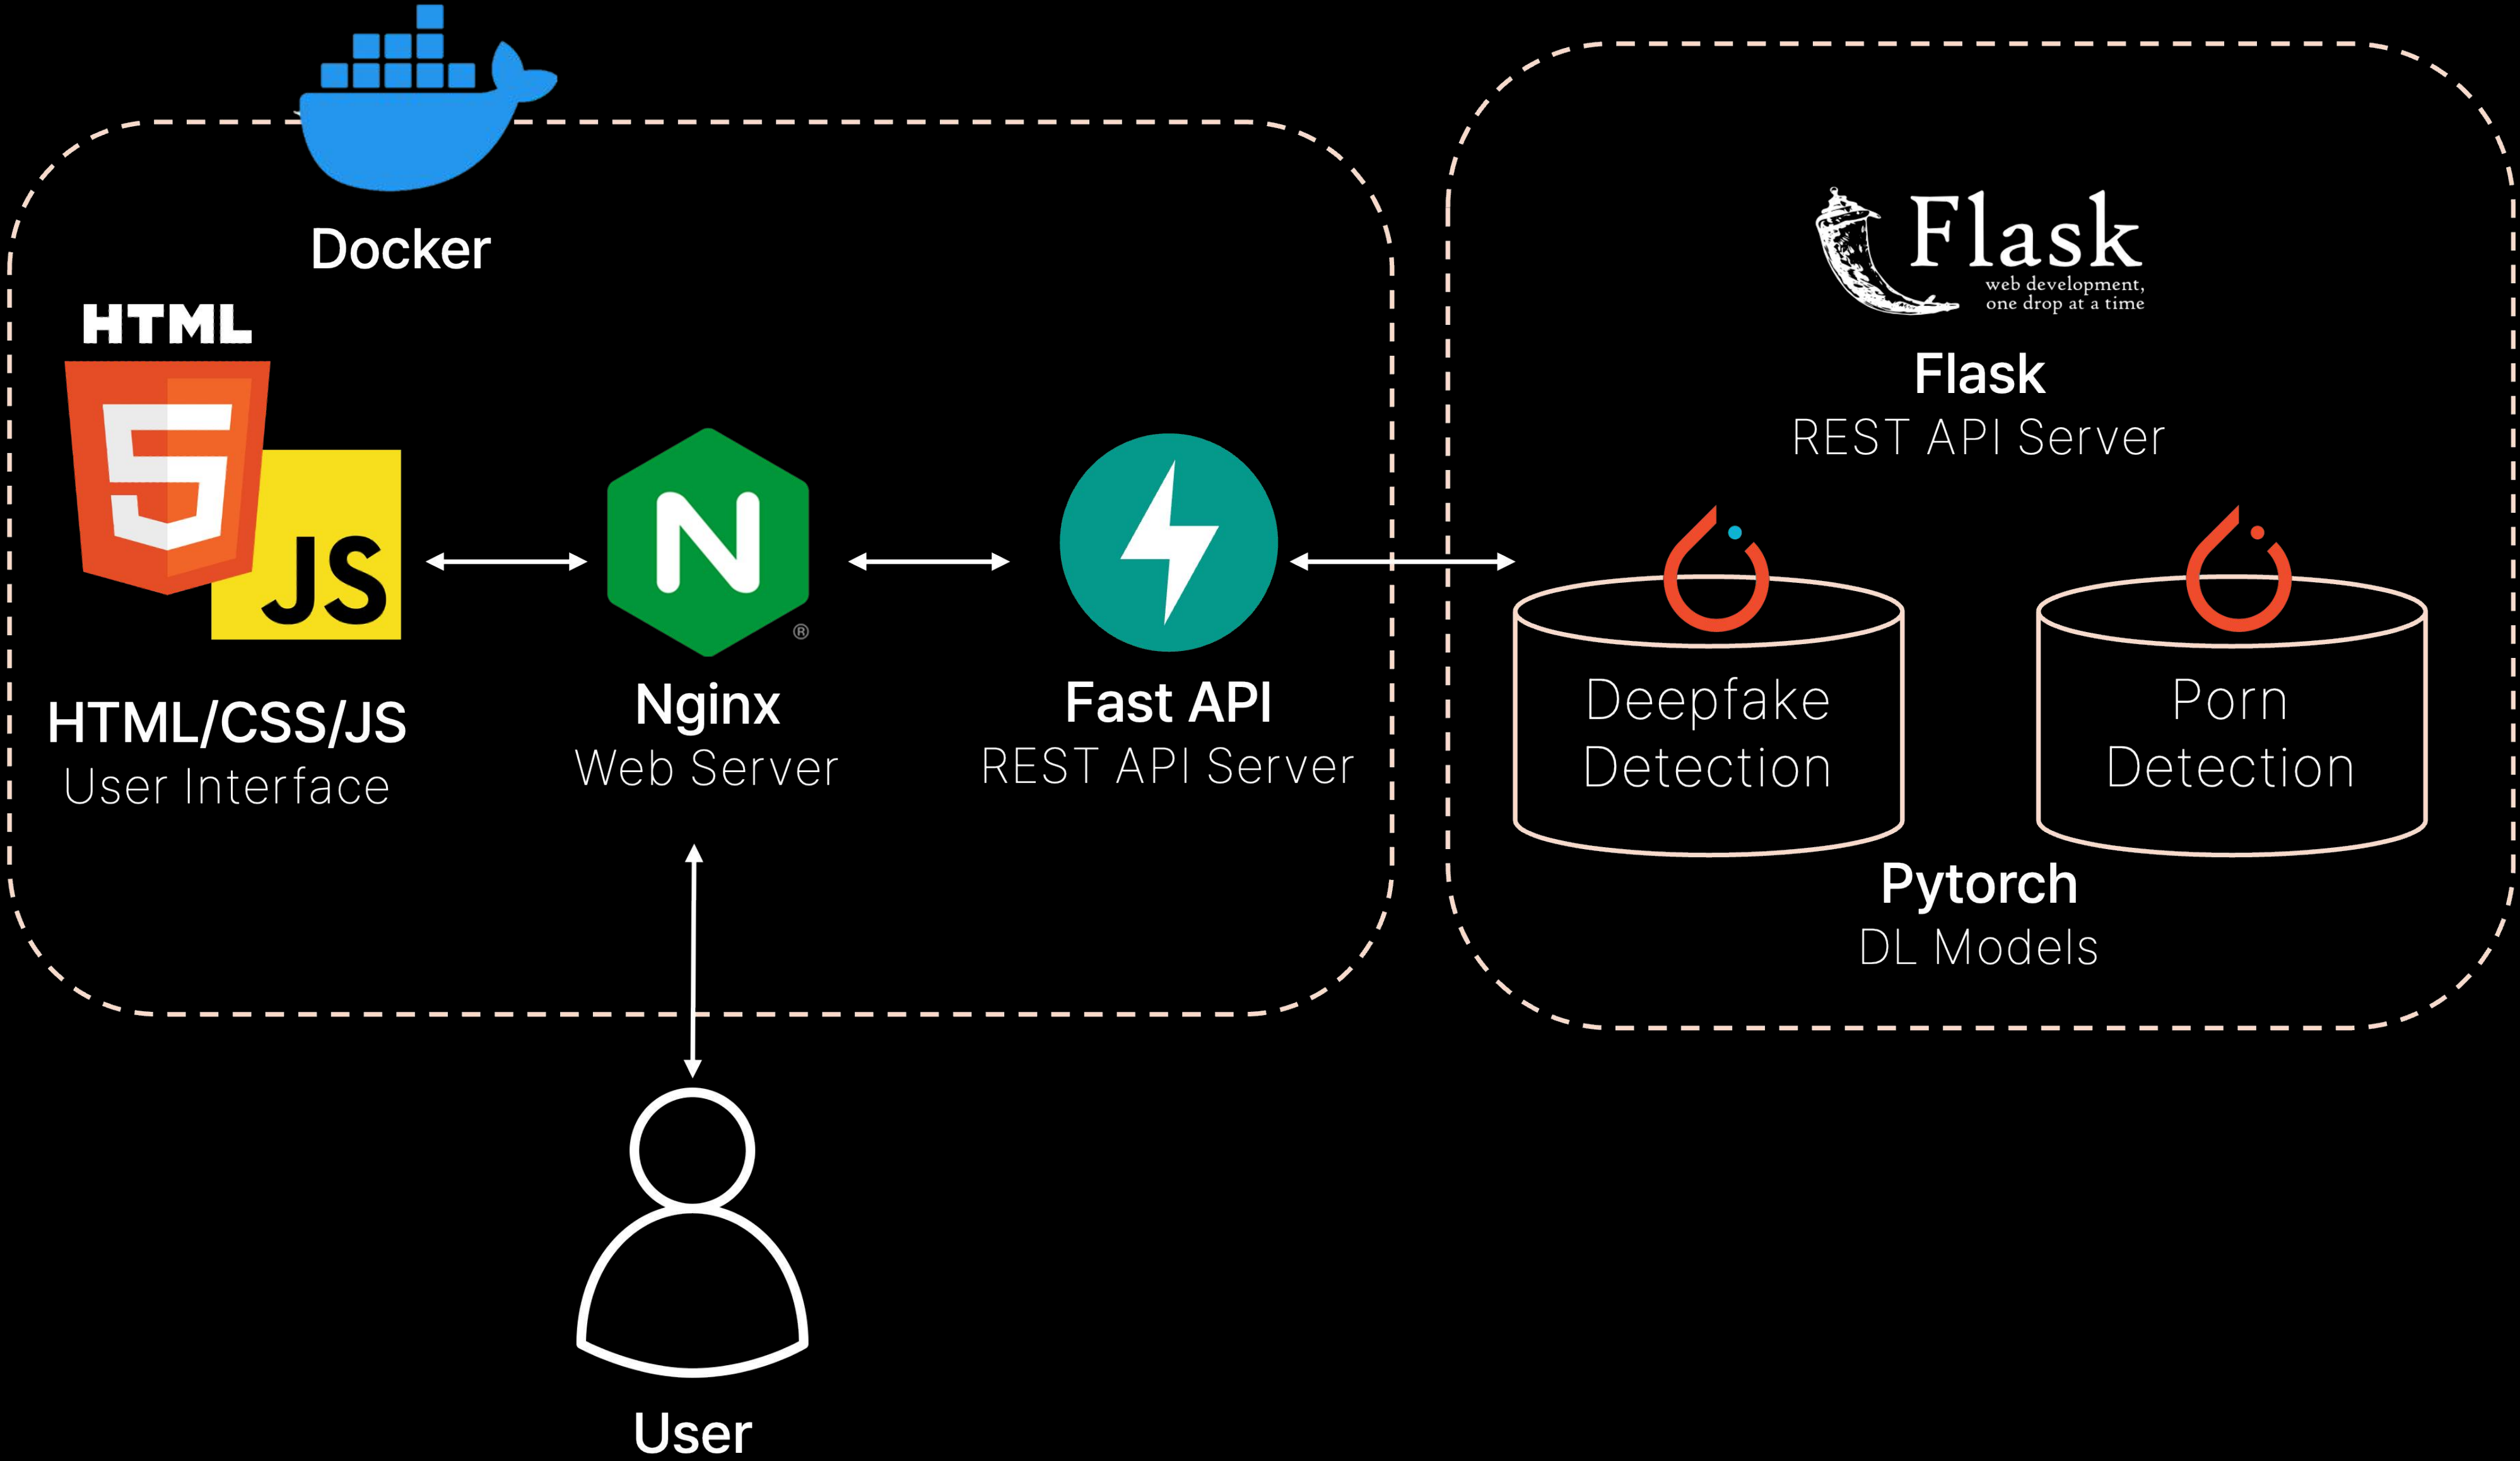 Docker
HTML
5
JS
HTML/CSS/JS
User Interface
N
®
Nginx
Web Server
Fast API
REST API Server
Flask
web development,
one drop at a time
Flask
REST API Server
Deepfake
Detection
Porn
Detection
Pytorch
DL Models
User